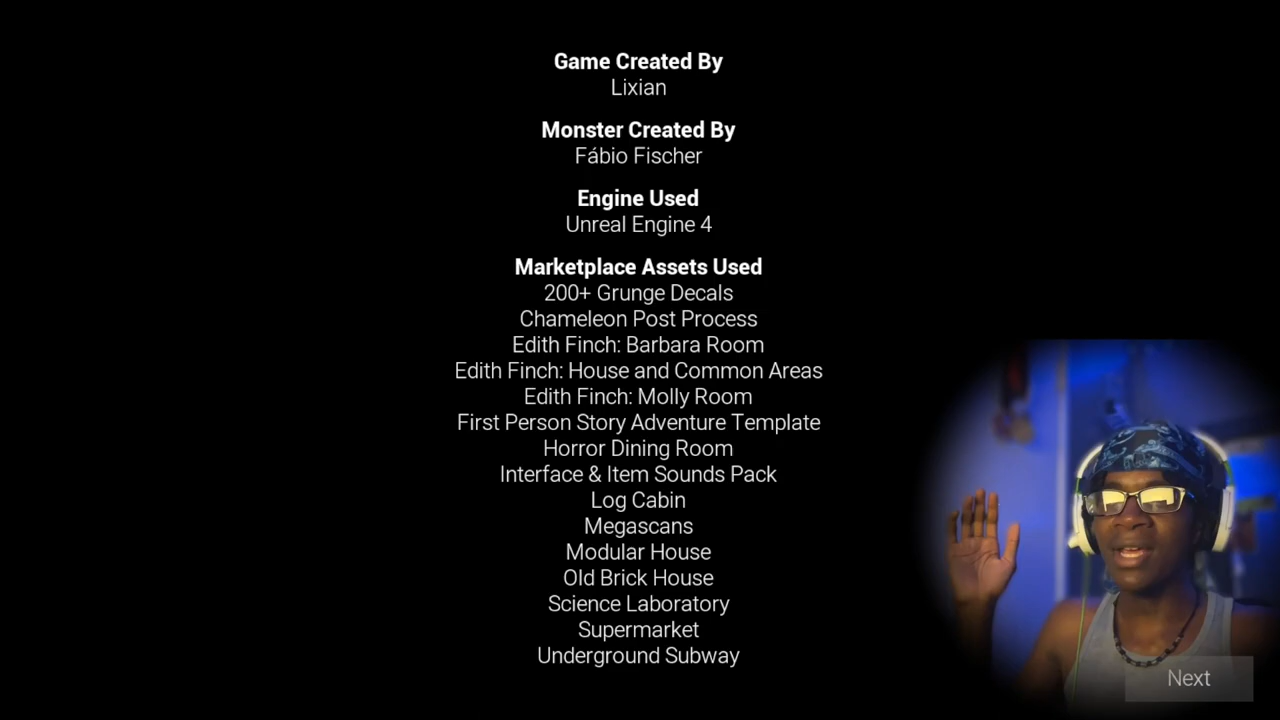 Game Created By
Lixian
Monster Created By
Fábio Fischer
Engine Used
Unreal Engine 4
Marketplace Assets Used
200+ Grunge Decals
Chameleon Post Process
Edith Finch: Barbara Room
Edith Finch: House and Common Areas
Edith Finch: Molly Room
First Person Story Adventure Template
Horror Dining Room
Interface & Item Sounds Pack
Log Cabin
Megascans
Modular House
Old Brick House
Science Laboratory
Supermarket
Underground Subway
Next